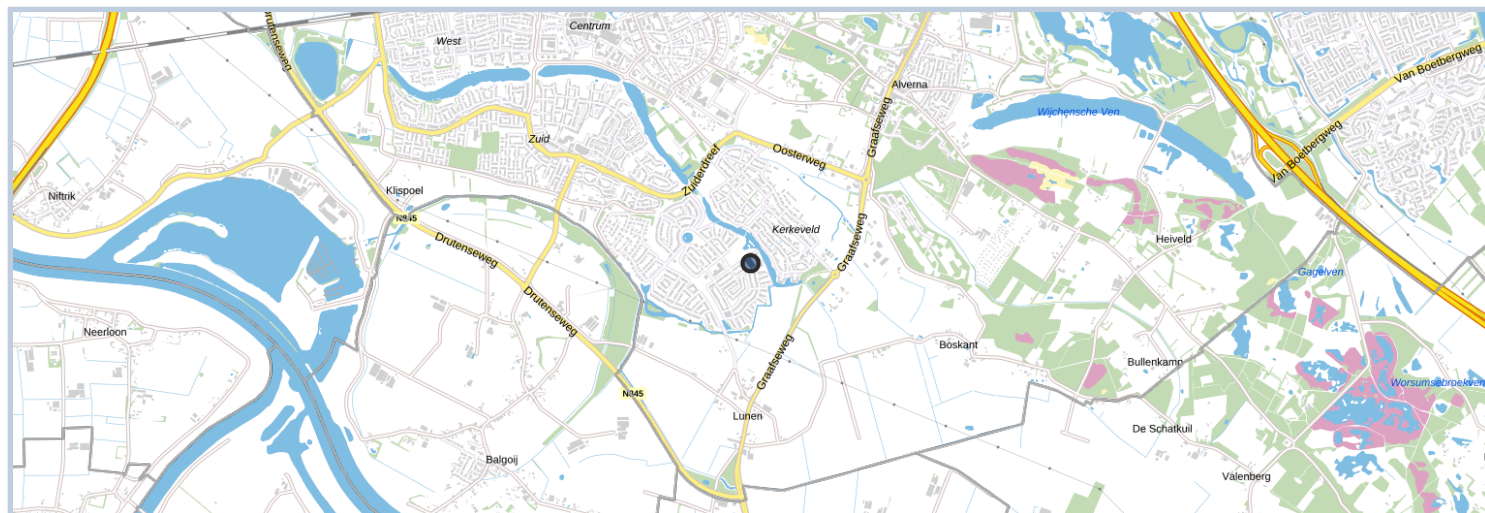 Drutenseweg
West
Centrum
Van Boetbergweg
Alverna
Wijchensche Ven
Graafseweg
Zuid
Oosterweg
Van Boetbergweg
Zuiderdreef
Klispoel
Niftrik
N845
Kerkeveld
Drutenseweg
Heiveld
Graafseweg
Gagelven
Drutenseweg
Neerloon
Boskant
Graafseweg
Bullenkamp
Worsumsebroekven
N845
Lunen
De Schatkuil
Balgoij
Valenberg